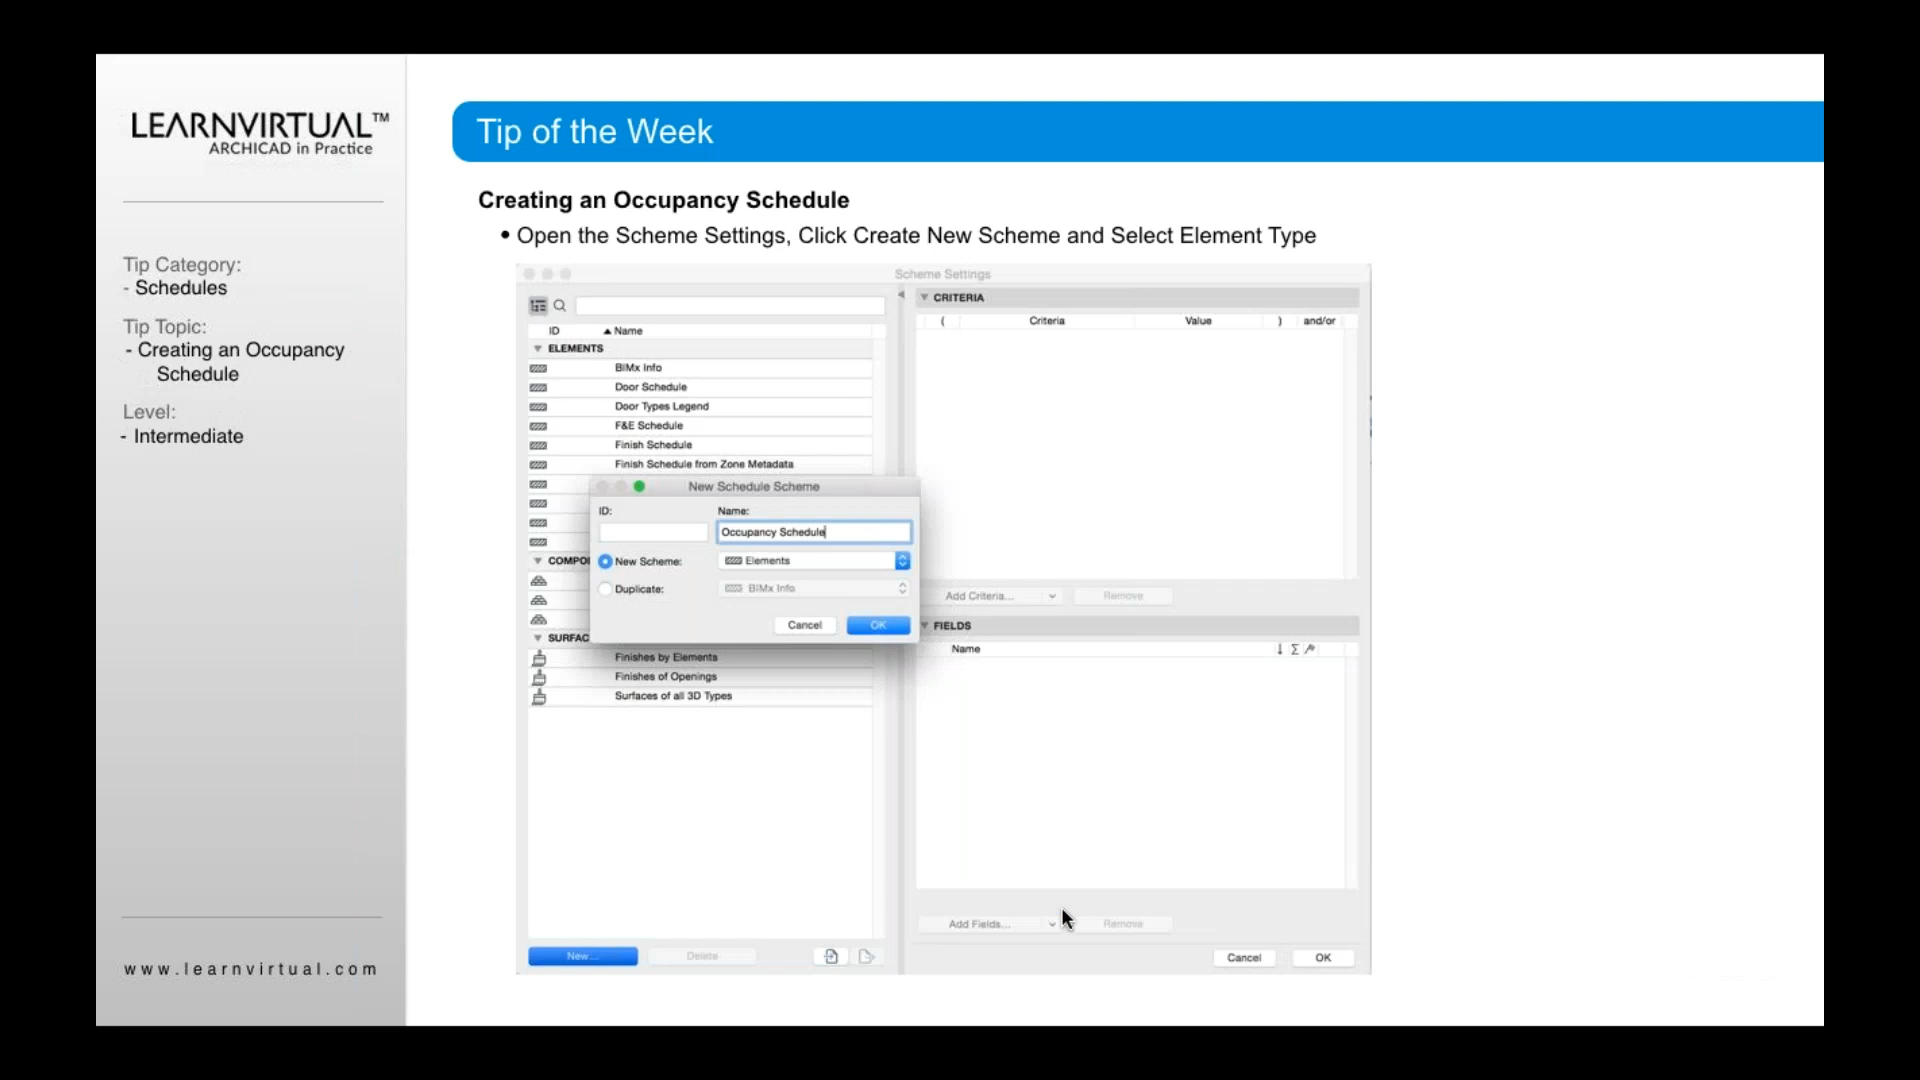 LEARNVIRTUAL™
ARCHICAD in Practice
Tip Category:
- Schedules
Tip Topic:
- Creating an Occupancy
Schedule
Level:
- Intermediate
www.learnvirtual.com
Tip of the Week
Creating an Occupancy Schedule
• Open the Scheme Settings, Click Create New Scheme and Select Element Type
Scheme Settings
ID Name
ELEMENTS
BIMx Info
Door Schedule
Door Types Legend
F&E Schedule
Finish Schedule
Finish Schedule from Zone Metadata
New Schedule Scheme
ID: Name:
Occupancy Schedule
New Scheme: Elements
Duplicate: BIMx Info
Cancel OK
COMPO
SURFAC
Finishes by Elements
Finishes of Openings
Surfaces of all 3D Types
New... Delete
CRITERIA
( Criteria Value ) and/or
Add Criteria... Remove
FIELDS
Name ↓ Σ
Add Fields... Remove
Cancel OK